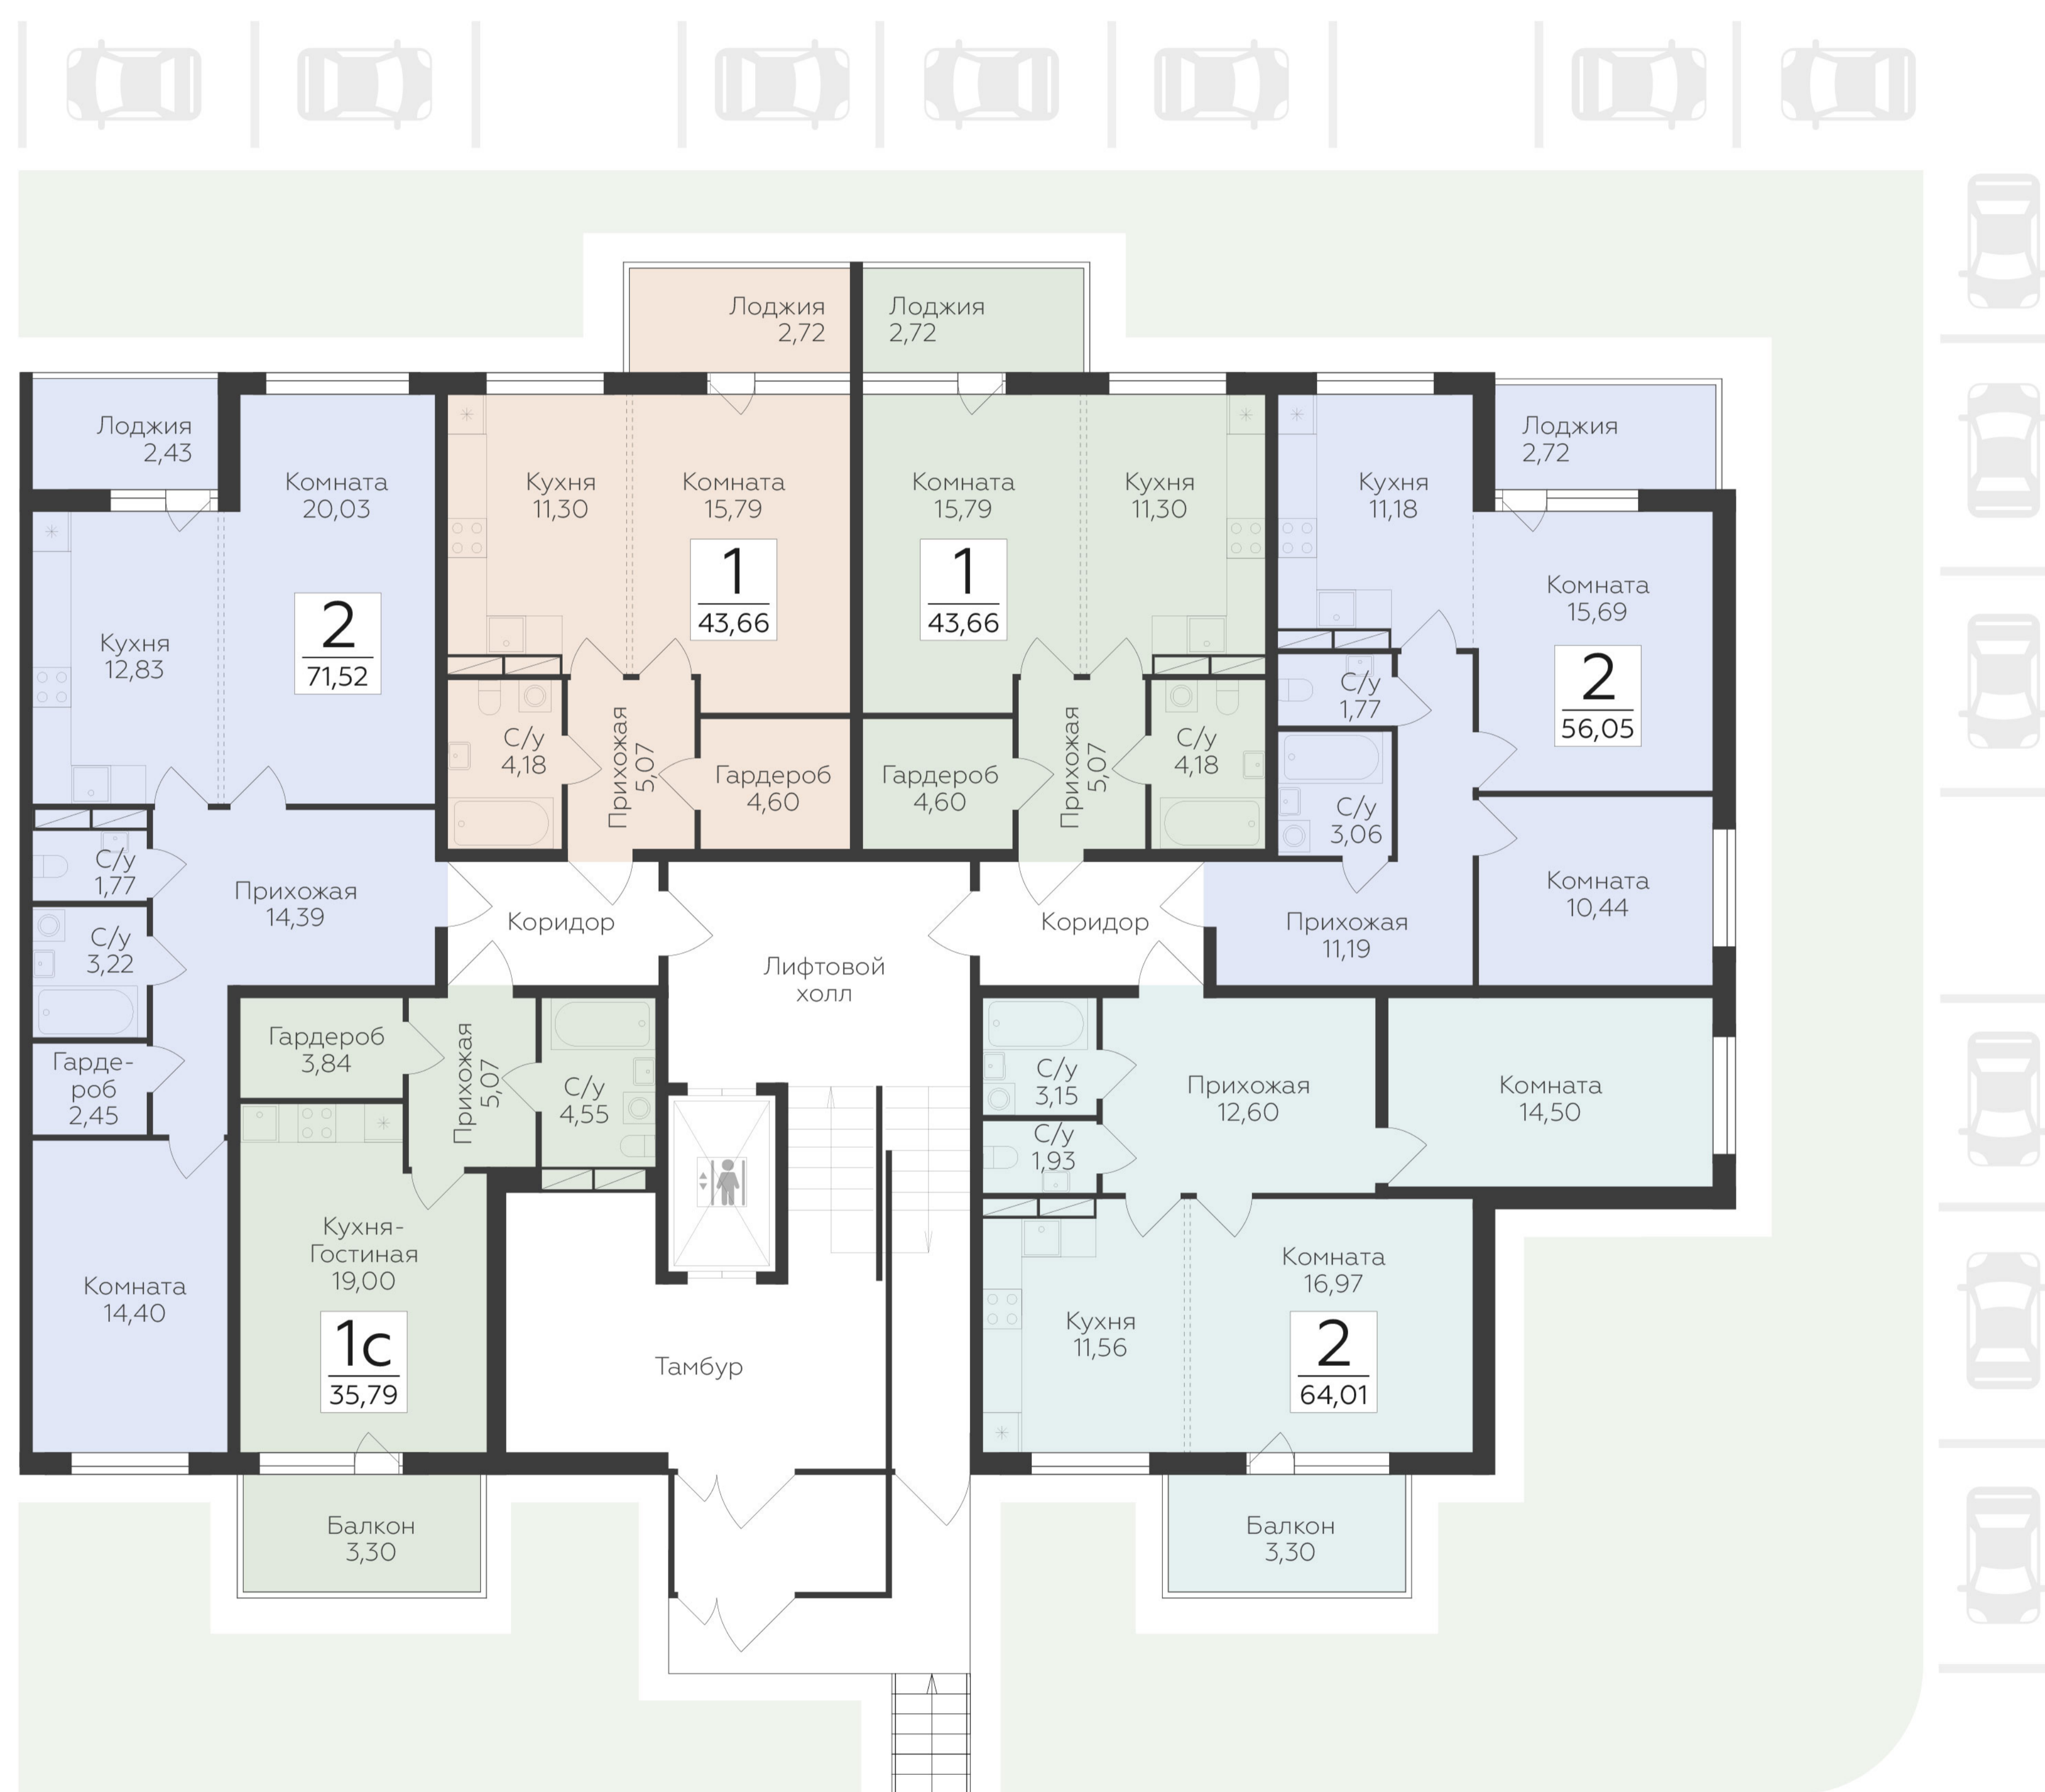 Лоджия
2,72
Лоджия
2,72
Лоджия
2,43
Комната
20,03
Кухня
12,83
2
71,52
С/у
1,77
С/у
3,22
Прихожая
14,39
Гарде-
роб
2,45
Комната
14,40
Кухня
11,30
Комната
15,79
1
43,66
С/у
4,18
Прихожая
5,07
Гардероб
4,60
Комната
15,79
Кухня
11,30
1
43,66
Гардероб
4,60
Прихожая
5,07
С/у
4,18
Кухня
11,18
Лоджия
2,72
Комната
15,69
2
56,05
С/у
1,77
С/у
3,06
Прихожая
11,19
Комната
10,44
Коридор
Лифтовой
холл
Коридор
Гардероб
3,84
Прихожая
5,07
С/у
4,55
Кухня-
Гостиная
19,00
1с
35,79
Балкон
3,30
Тамбур
С/у
3,15
С/у
1,93
Прихожая
12,60
Комната
14,50
Кухня
11,56
Комната
16,97
2
64,01
Балкон
3,30